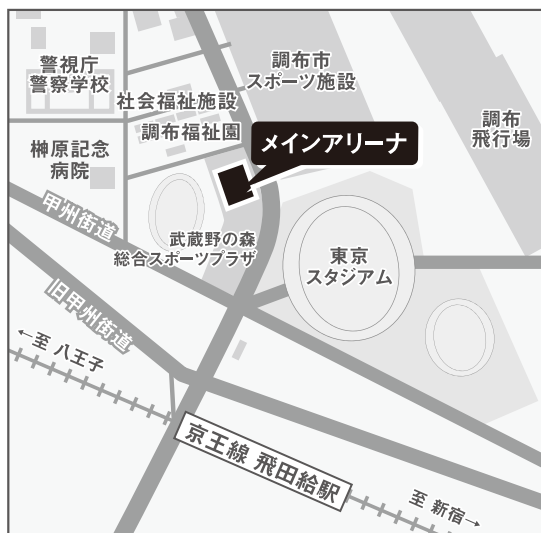 警視庁
警察学校
調布市
スポーツ施設
社会福祉施設
調布福祉園
調布
飛行場
榊原記念
病院
メインアリーナ
甲州街道
武蔵野の森
総合スポーツプラザ
東京
スタジアム
旧甲州街道
←至 八王子
京王線 飛田給駅
至 新宿→